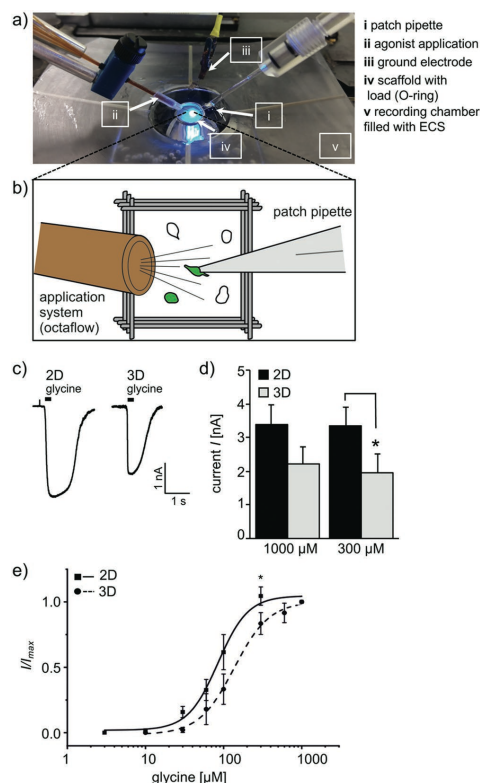 a)
i patch pipette
ii agonist application
iii ground electrode
iv scaffold with
load (O-ring)
v recording chamber
filled with ECS
iii
ii
i
iv
v
b)
patch pipette
application
system
(octaflow)
c)
2D
glycine
3D
glycine
1 nA
1 s
d)
2D
3D
current I [nA]
5
4
3
2
1
0
*
1000 µM
300 µM
e)
2D
3D
*
I/Imax
1.0
0.5
0.0
1
10
100
1000
glycine [µM]